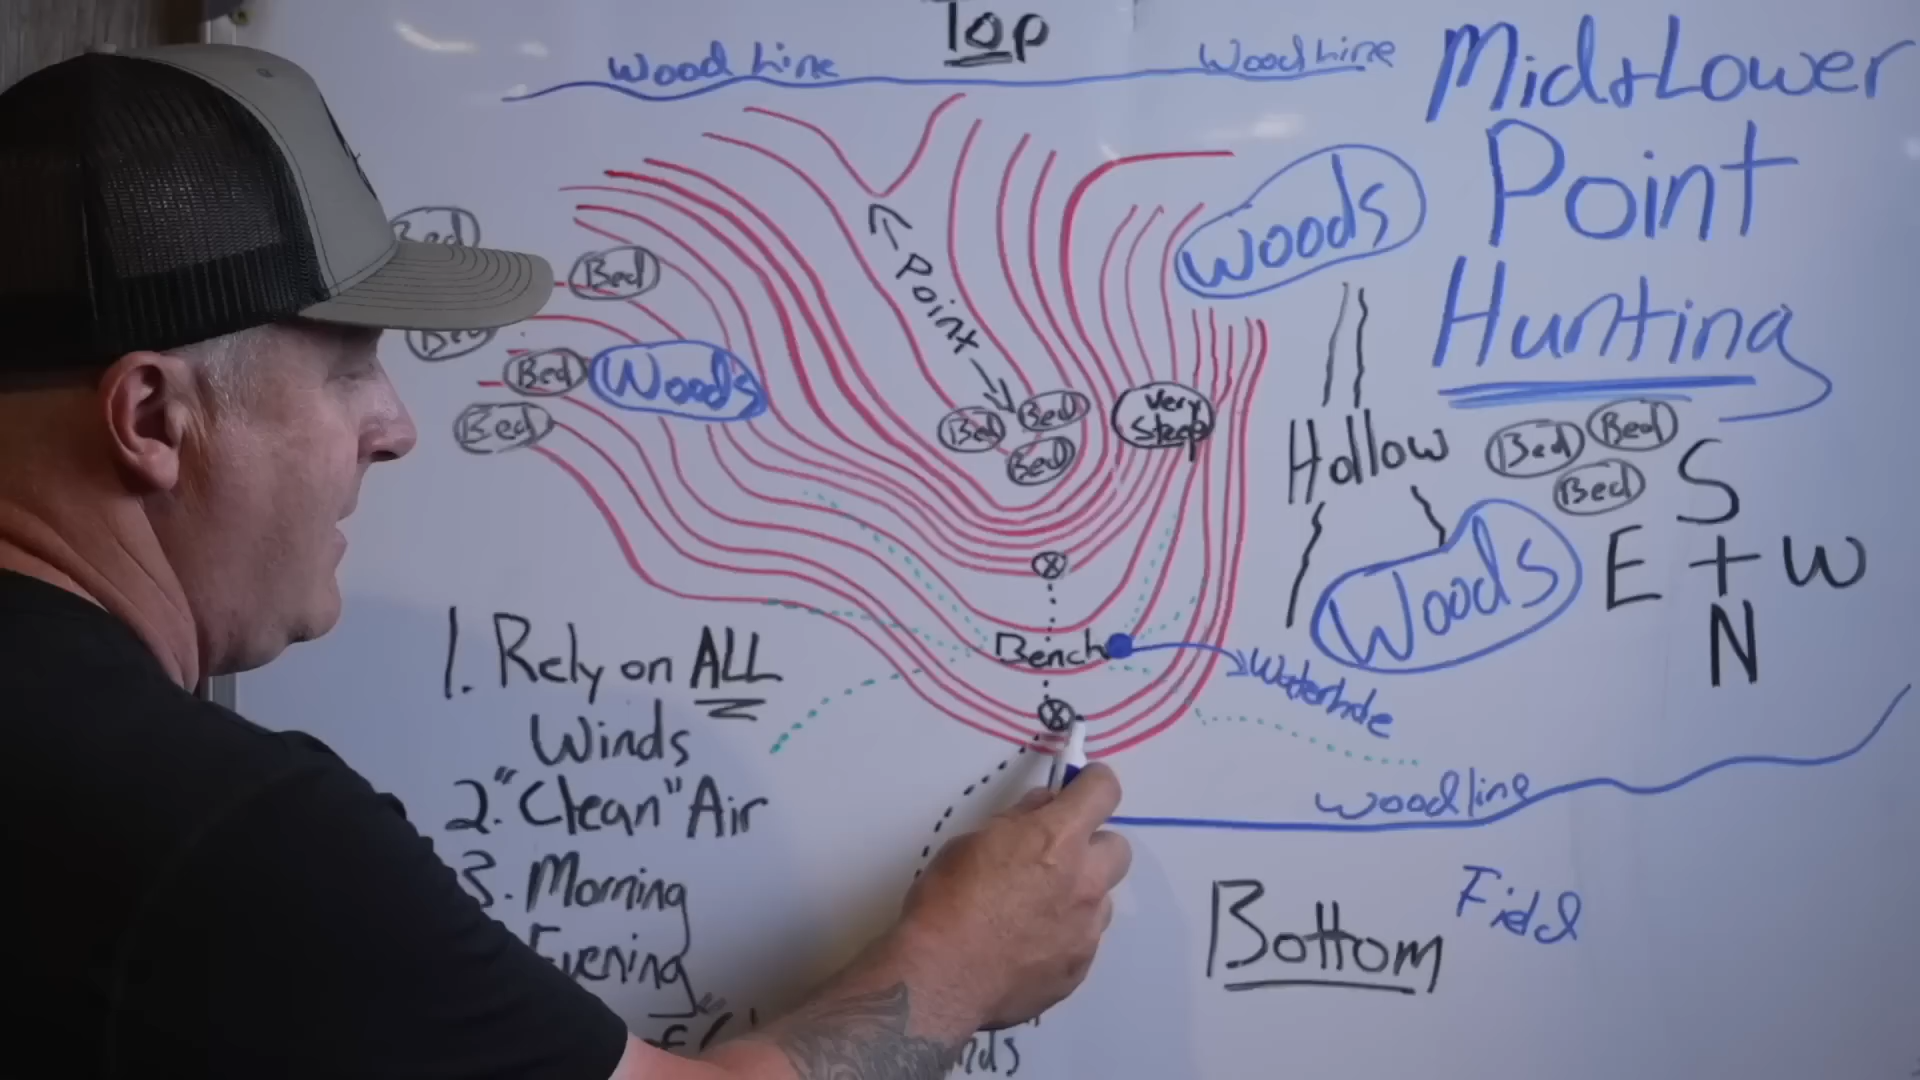 Top
Wood Line
Wood Line
Mid & Lower
Point
Hunting
Woods
Bed
Bed
Bed
Bed
Bed
Woods
Point
Bed
Bed
Bed
Very
Steep
Hollow
Bed
Bed
Bed
S
E + W
N
Woods
Bench
Waterhole
1. Rely on ALL
Winds
2. "Clean" Air
3. Morning
Evening
Woodline
Bottom
Field